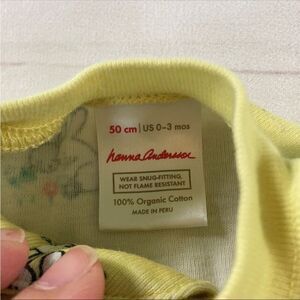 50 cm | US 0-3 mos
hanna andersson
WEAR SNUG-FITTING,
NOT FLAME RESISTANT
100% Organic Cotton
MADE IN PERU